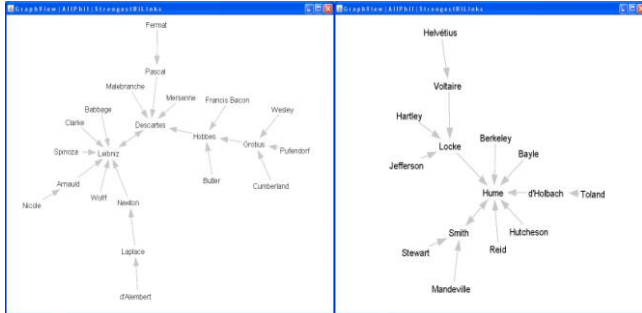 GraphView | AllPhil | StrongestNLinks
Fermat
Pascal
Malebranche
Mersenne
Francis Bacon
Babbage
Wesley
Clarke
Descartes
Hobbes
Spinoza
Leibniz
Grotius
Pufendorf
Arnauld
Butler
Cumberland
Nicole
Wolff
Newton
Laplace
d'Alembert
GraphView | AllPhil | StrongestNLinks
Helvétius
Voltaire
Hartley
Berkeley
Locke
Bayle
Jefferson
Hume
d'Holbach
Toland
Smith
Hutcheson
Stewart
Reid
Mandeville